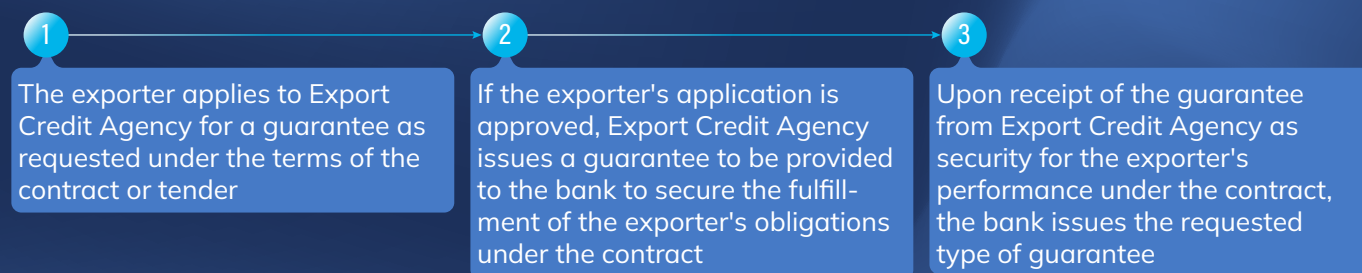 1
The exporter applies to Export
Credit Agency for a guarantee as
requested under the terms of the
contract or tender
2
If the exporter's application is
approved, Export Credit Agency
issues a guarantee to be provided
to the bank to secure the fulfill-
ment of the exporter's obligations
under the contract
3
Upon receipt of the guarantee
from Export Credit Agency as
security for the exporter's
performance under the contract,
the bank issues the requested
type of guarantee